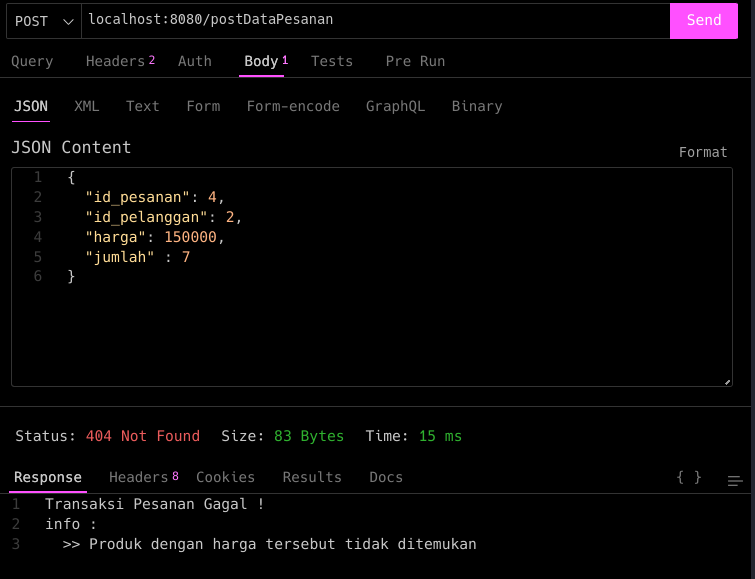 POST localhost:8080/postDataPesanan Send
Query Headers 2 Auth Body 1 Tests Pre Run
JSON XML Text Form Form-encode GraphQL Binary
JSON Content Format
1 {
2 "id_pesanan": 4,
3 "id_pelanggan": 2,
4 "harga": 150000,
5 "jumlah" : 7
6 }
Status: 404 Not Found Size: 83 Bytes Time: 15 ms
Response Headers 8 Cookies Results Docs { }
1 Transaksi Pesanan Gagal !
2 info :
3 >> Produk dengan harga tersebut tidak ditemukan